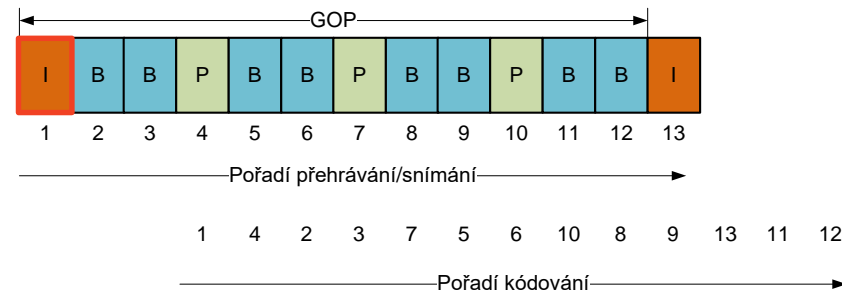 GOP
I B B P B B P B B P B B I
1 2 3 4 5 6 7 8 9 10 11 12 13
Pořadí přehrávání/snímání
1 4 2 3 7 5 6 10 8 9 13 11 12
Pořadí kódování